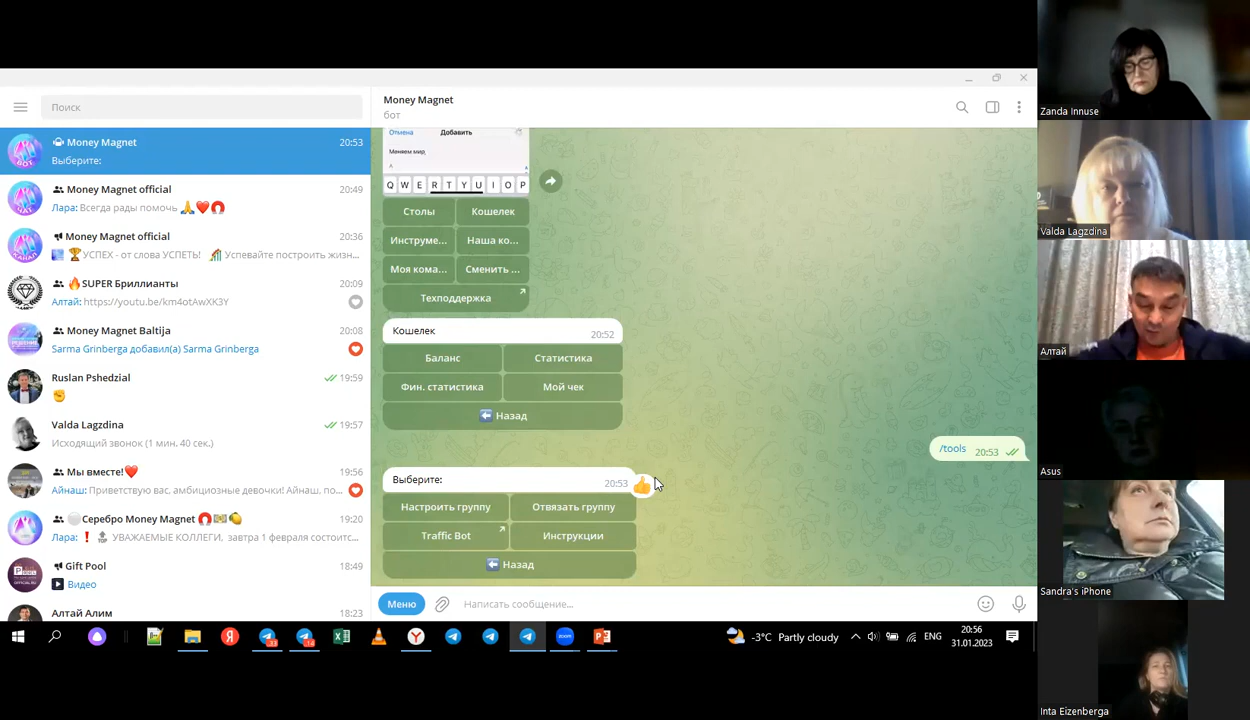 Поиск
Money Magnet 20:53
Выберите:
Money Magnet official 20:49
Лара: Всегда рады помочь 🙏❤️🧲
Money Magnet official 20:36
🏆УСПЕХ - от слова УСПЕТЬ! Успевайте построить жизн...
🔥SUPER Бриллианты 20:09
Алтай: https://youtu.be/km4otAwXK3Y
Money Magnet Baltija 20:08
Sarma Grinberga добавил(а) Sarma Grinberga
Ruslan Pshedzial 19:59
✊
Valda Lagzdina 19:57
Исходящий звонок (1 мин. 40 сек.)
Мы вместе!❤️ 19:56
Айнаш: Приветствую вас, амбициозные девочки! Айнаш, по...
Серебро Money Magnet 🧲💵🍋 19:20
Лара: ❗ УВАЖАЕМЫЕ КОЛЛЕГИ, завтра 1 февраля состоитс...
Gift Pool 18:49
Видео
Алтай Алим 18:23
Money Magnet
бот
Отмена Добавить
Меняем мир
Q W E R T Y U I O P
Столы Кошелек
Инструме... Наша ко...
Моя кома... Сменить ...
Техподдержка
Кошелек 20:52
Баланс Статистика
Фин. статистика Мой чек
⬅️ Назад
/tools 20:53
Выберите: 20:53 👍
Настроить группу Отвязать группу
Traffic Bot Инструкции
⬅️ Назад
Меню Написать сообщение...
-3°C Partly cloudy ENG 20:56
31.01.2023
Zanda Innuse
Valda Lagzdina
Алтай
Asus
Sandra's iPhone
Inta Eizenberga